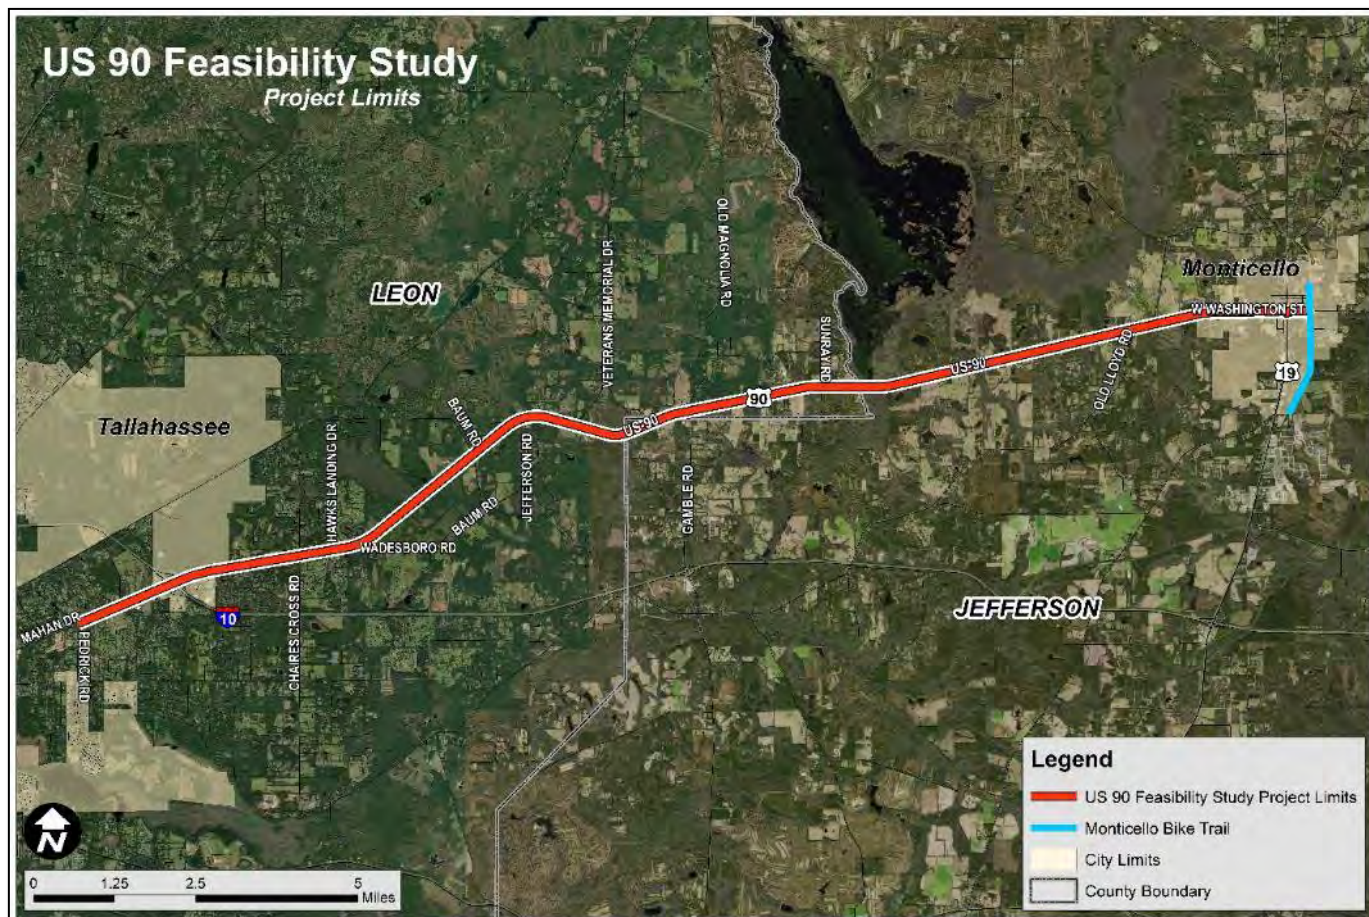 US 90 Feasibility Study
Project Limits
LEON
VETERANS MEMORIAL DR
OLD MAGNOLIA RD
SUNRAY RD
Monticello
W WASHINGTON ST
US-90
OLD LLOYD RD
19
90
US-90
Tallahassee
HAWKS LANDING DR
BAUM RD
JEFFERSON RD
BAUM RD
GAMBLE RD
WADESBORO RD
CHAIRES CROSS RD
MAHAN DR
BEDRICK RD
10
JEFFERSON
N
0 1.25 2.5 5
Miles
Legend
US 90 Feasibility Study Project Limits
Monticello Bike Trail
City Limits
County Boundary